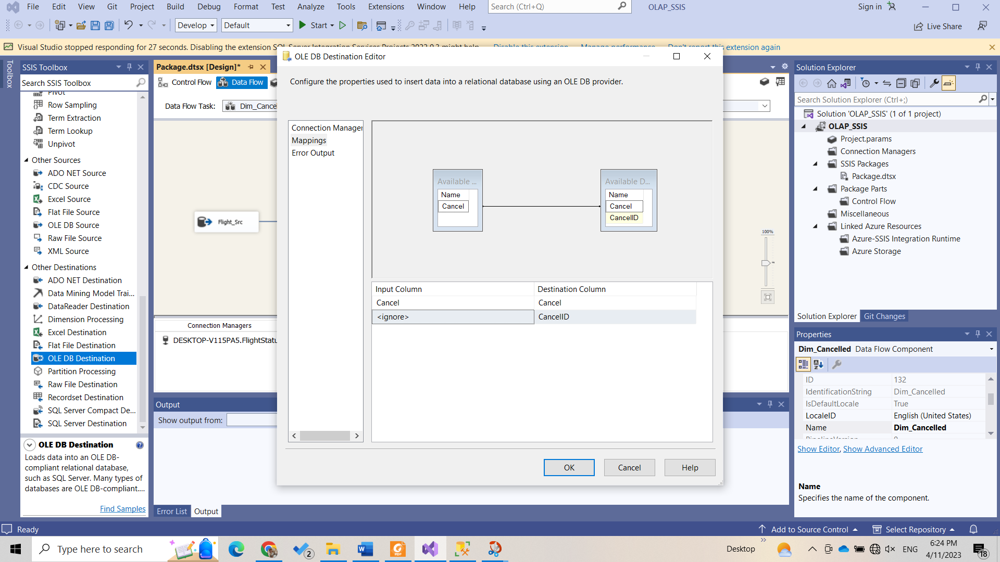 File Edit View Git Project Build Debug Format Test Analyze Tools Extensions Window Help Search (Ctrl+Q) OLAP_SSIS Sign in
Develop Default Start Live Share
Visual Studio stopped responding for 27 seconds. Disabling the extension SQL Server Integration Services Projects 2022 0.3 might help. Disable this extension Manage performance Don't report this extension again
Toolbox
SSIS Toolbox
Search SSIS Toolbox
Pivot
Row Sampling
Term Extraction
Term Lookup
Unpivot
Other Sources
ADO NET Source
CDC Source
Excel Source
Flat File Source
OLE DB Source
Raw File Source
XML Source
Other Destinations
ADO NET Destination
Data Mining Model Trai...
DataReader Destination
Dimension Processing
Excel Destination
Flat File Destination
OLE DB Destination
Partition Processing
Raw File Destination
Recordset Destination
SQL Server Compact De...
SQL Server Destination
OLE DB Destination
Loads data into an OLE DB-
compliant relational database,
such as SQL Server. Many types of
databases are OLE DB-compliant....
Find Samples
Package.dtsx [Design]*
Control Flow Data Flow
Data Flow Task: Dim_Cance
Flight_Src
100%
Connection Managers
DESKTOP-V115PA5.FlightStatu
Output
Show output from:
Error List Output
OLE DB Destination Editor
Configure the properties used to insert data into a relational database using an OLE DB provider.
Connection Manager
Mappings
Error Output
Available ...
Name
Cancel
Available D...
Name
Cancel
CancelID
Input Column Destination Column
Cancel Cancel
<ignore> CancelID
OK Cancel Help
Solution Explorer
Search Solution Explorer (Ctrl+;)
Solution 'OLAP_SSIS' (1 of 1 project)
OLAP_SSIS
Project.params
Connection Managers
SSIS Packages
Package.dtsx
Package Parts
Control Flow
Miscellaneous
Linked Azure Resources
Azure-SSIS Integration Runtime
Azure Storage
Solution Explorer Git Changes
Properties
Dim_Cancelled Data Flow Component
ID 132
IdentificationString Dim_Cancelled
IsDefaultLocale True
LocaleID English (United States)
Name Dim_Cancelled
PipelineVersion 0
Show Editor, Show Advanced Editor
Name
Specifies the name of the component.
Ready Add to Source Control Select Repository
Type here to search 2 Desktop ENG 6:24 PM
4/11/2023 18